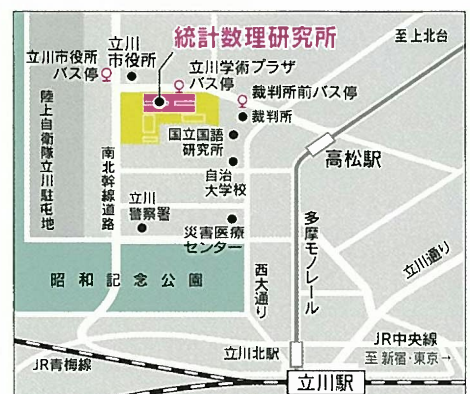 統計数理研究所
至上北台
立川市役所
バス停
立川
市役所
立川学術プラザ
バス停
裁判所前バス停
裁判所
国立国語
研究所
自治
大学校
高松駅
陸上自衛隊立川駐屯地
南北幹線道路
立川
警察署
災害医療
センター
多摩モノレール
立川通り
昭和記念公園
西大通り
立川北駅
JR中央線
至 新宿・東京→
JR青梅線
立川駅